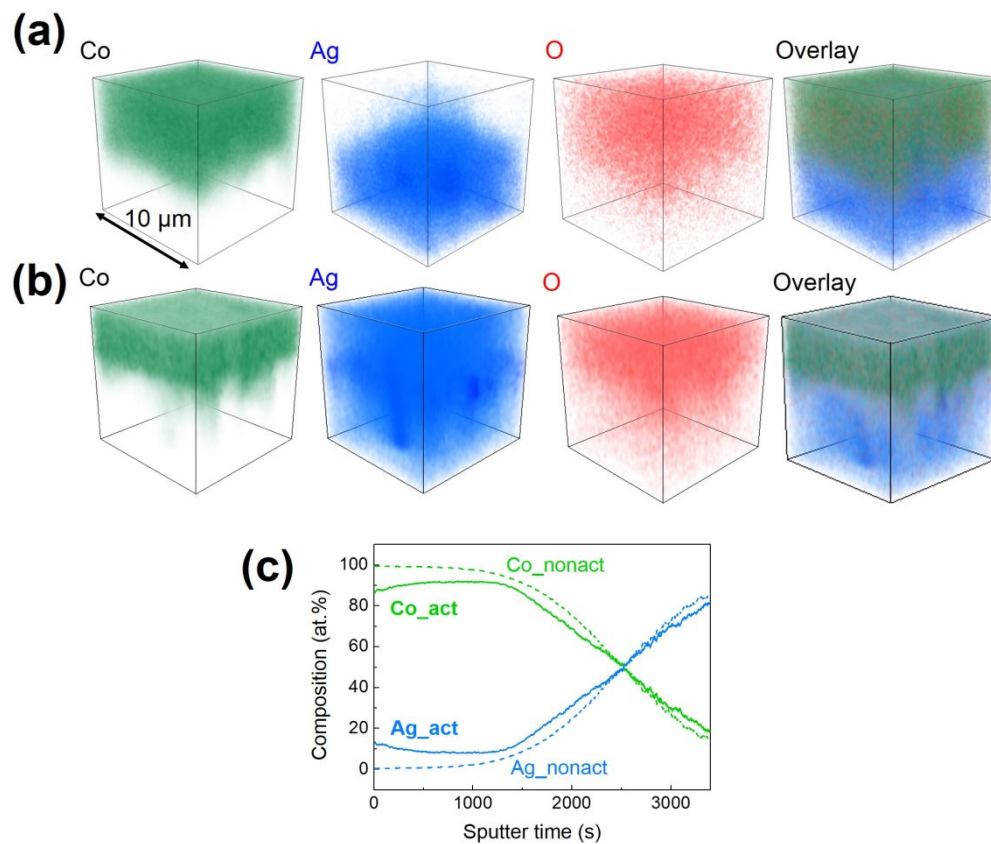 (a)
Co
Ag
O
Overlay
10 µm
(b)
Co
Ag
O
Overlay
(c)
Composition (at.%)
100
80
60
40
20
0
Co_nonact
Co_act
Ag_act
Ag_nonact
0 1000 2000 3000
Sputter time (s)